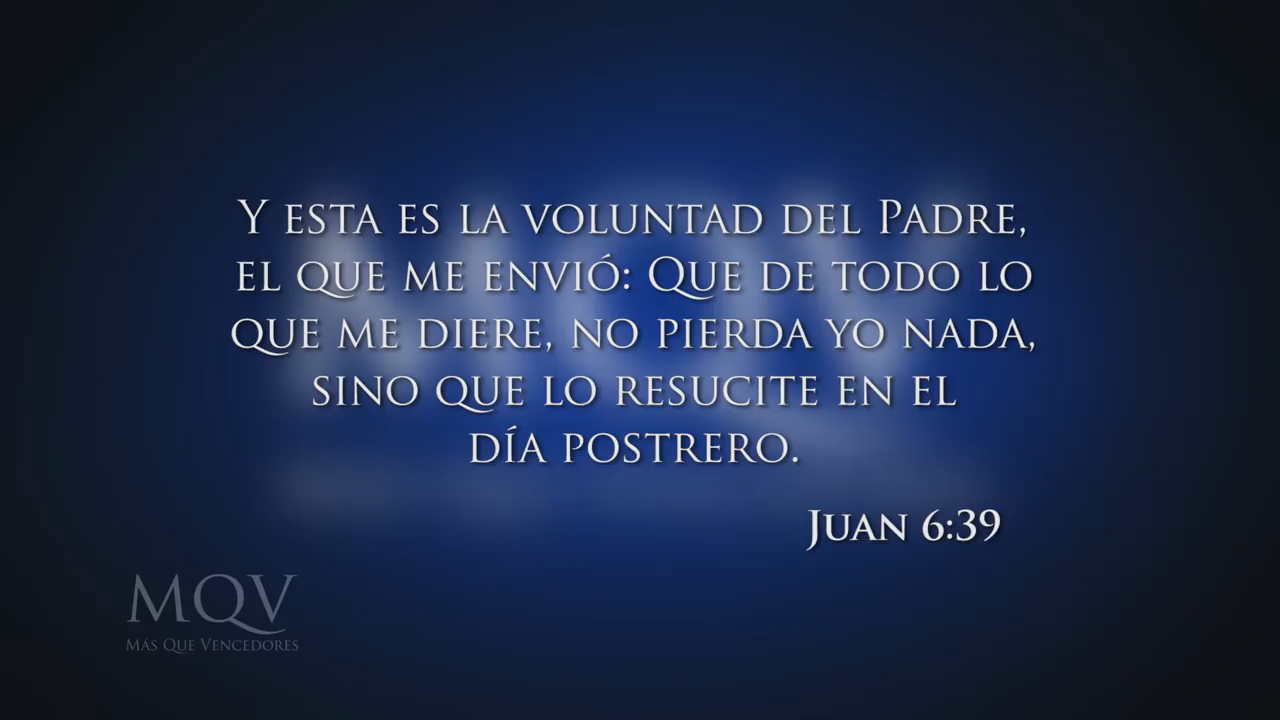 Y esta es la voluntad del Padre,
el que me envió: Que de todo lo
que me diere, no pierda yo nada,
sino que lo resucite en el
día postrero.
Juan 6:39
MQV
Más Que Vencedores